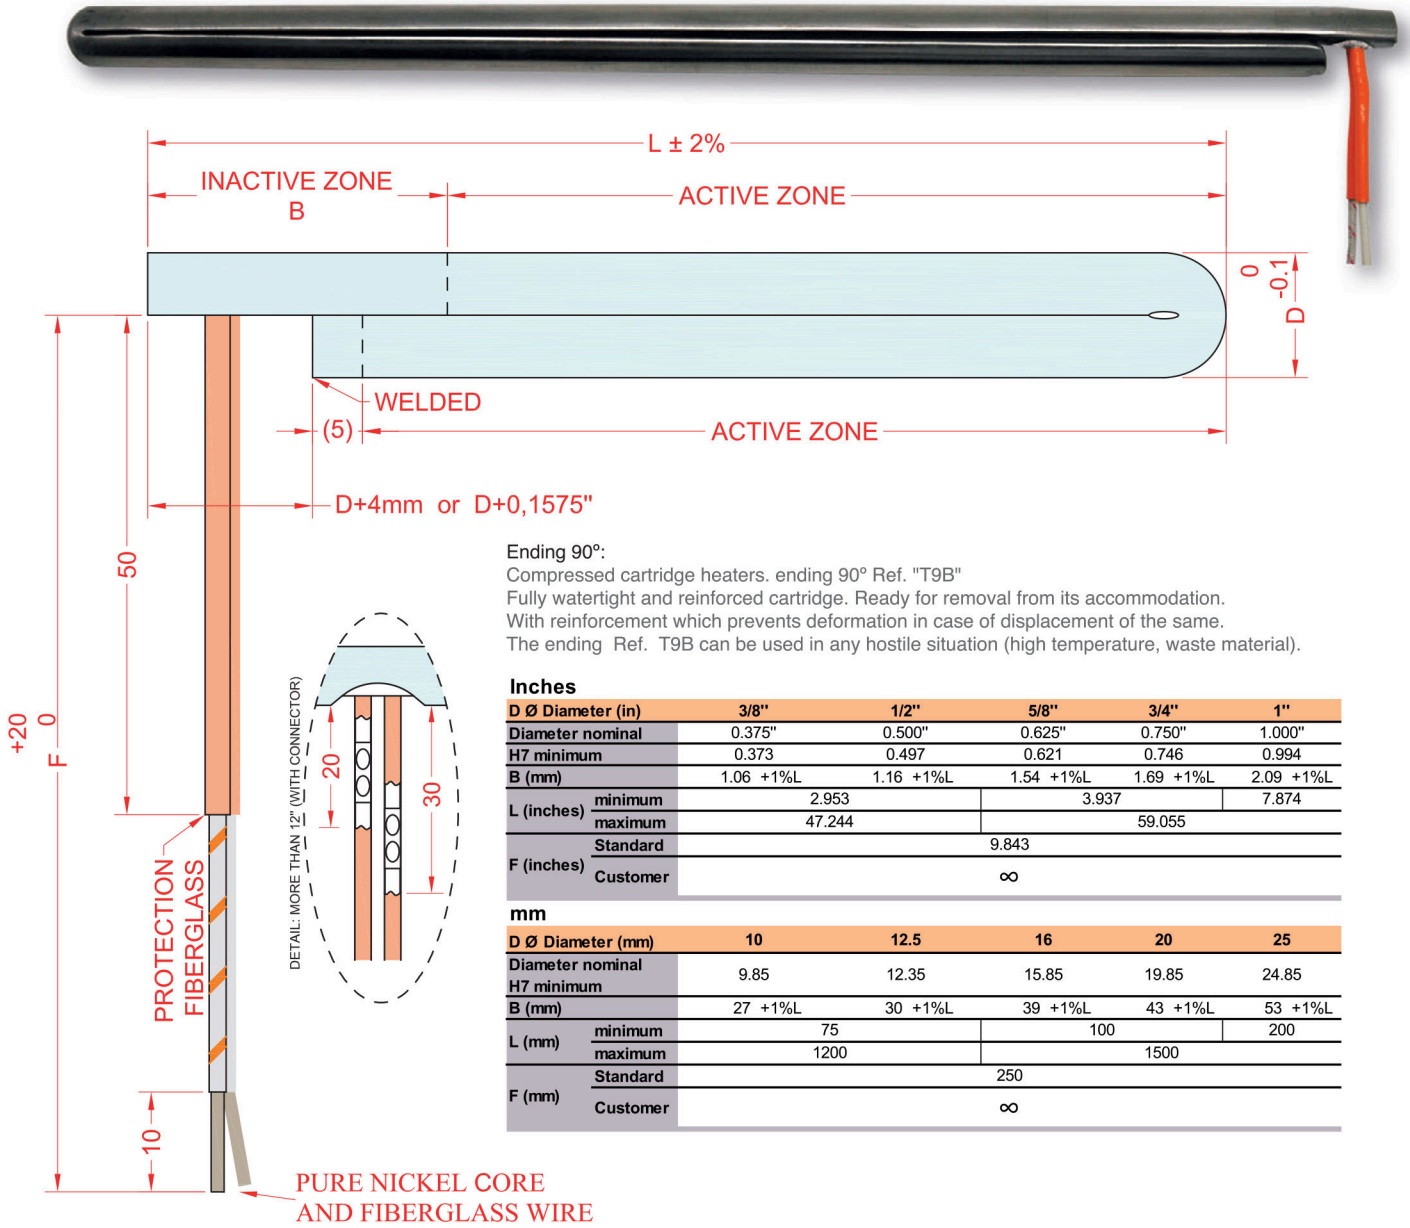 L ± 2%
INACTIVE ZONE
B
ACTIVE ZONE
0
-0.1
D
WELDED
(5)
ACTIVE ZONE
D+4mm or D+0,1575"
50
+20
0
F
PROTECTION
FIBERGLASS
10
PURE NICKEL CORE
AND FIBERGLASS WIRE
DETAIL: MORE THAN 12" (WITH CONNECTOR)
20
30
Ending 90º:
Compressed cartridge heaters. ending 90º Ref. "T9B"
Fully watertight and reinforced cartridge. Ready for removal from its accommodation.
With reinforcement which prevents deformation in case of displacement of the same.
The ending Ref. T9B can be used in any hostile situation (high temperature, waste material).
Inches
D Ø Diameter (in) 3/8" 1/2" 5/8" 3/4" 1"
Diameter nominal 0.375" 0.500" 0.625" 0.750" 1.000"
H7 minimum 0.373 0.497 0.621 0.746 0.994
B (mm) 1.06 +1%L 1.16 +1%L 1.54 +1%L 1.69 +1%L 2.09 +1%L
L (inches) minimum 2.953 3.937 7.874
maximum 47.244 59.055
F (inches) Standard 9.843
Customer ∞
mm
D Ø Diameter (mm) 10 12.5 16 20 25
Diameter nominal
H7 minimum 9.85 12.35 15.85 19.85 24.85
B (mm) 27 +1%L 30 +1%L 39 +1%L 43 +1%L 53 +1%L
L (mm) minimum 75 100 200
maximum 1200 1500
F (mm) Standard 250
Customer ∞